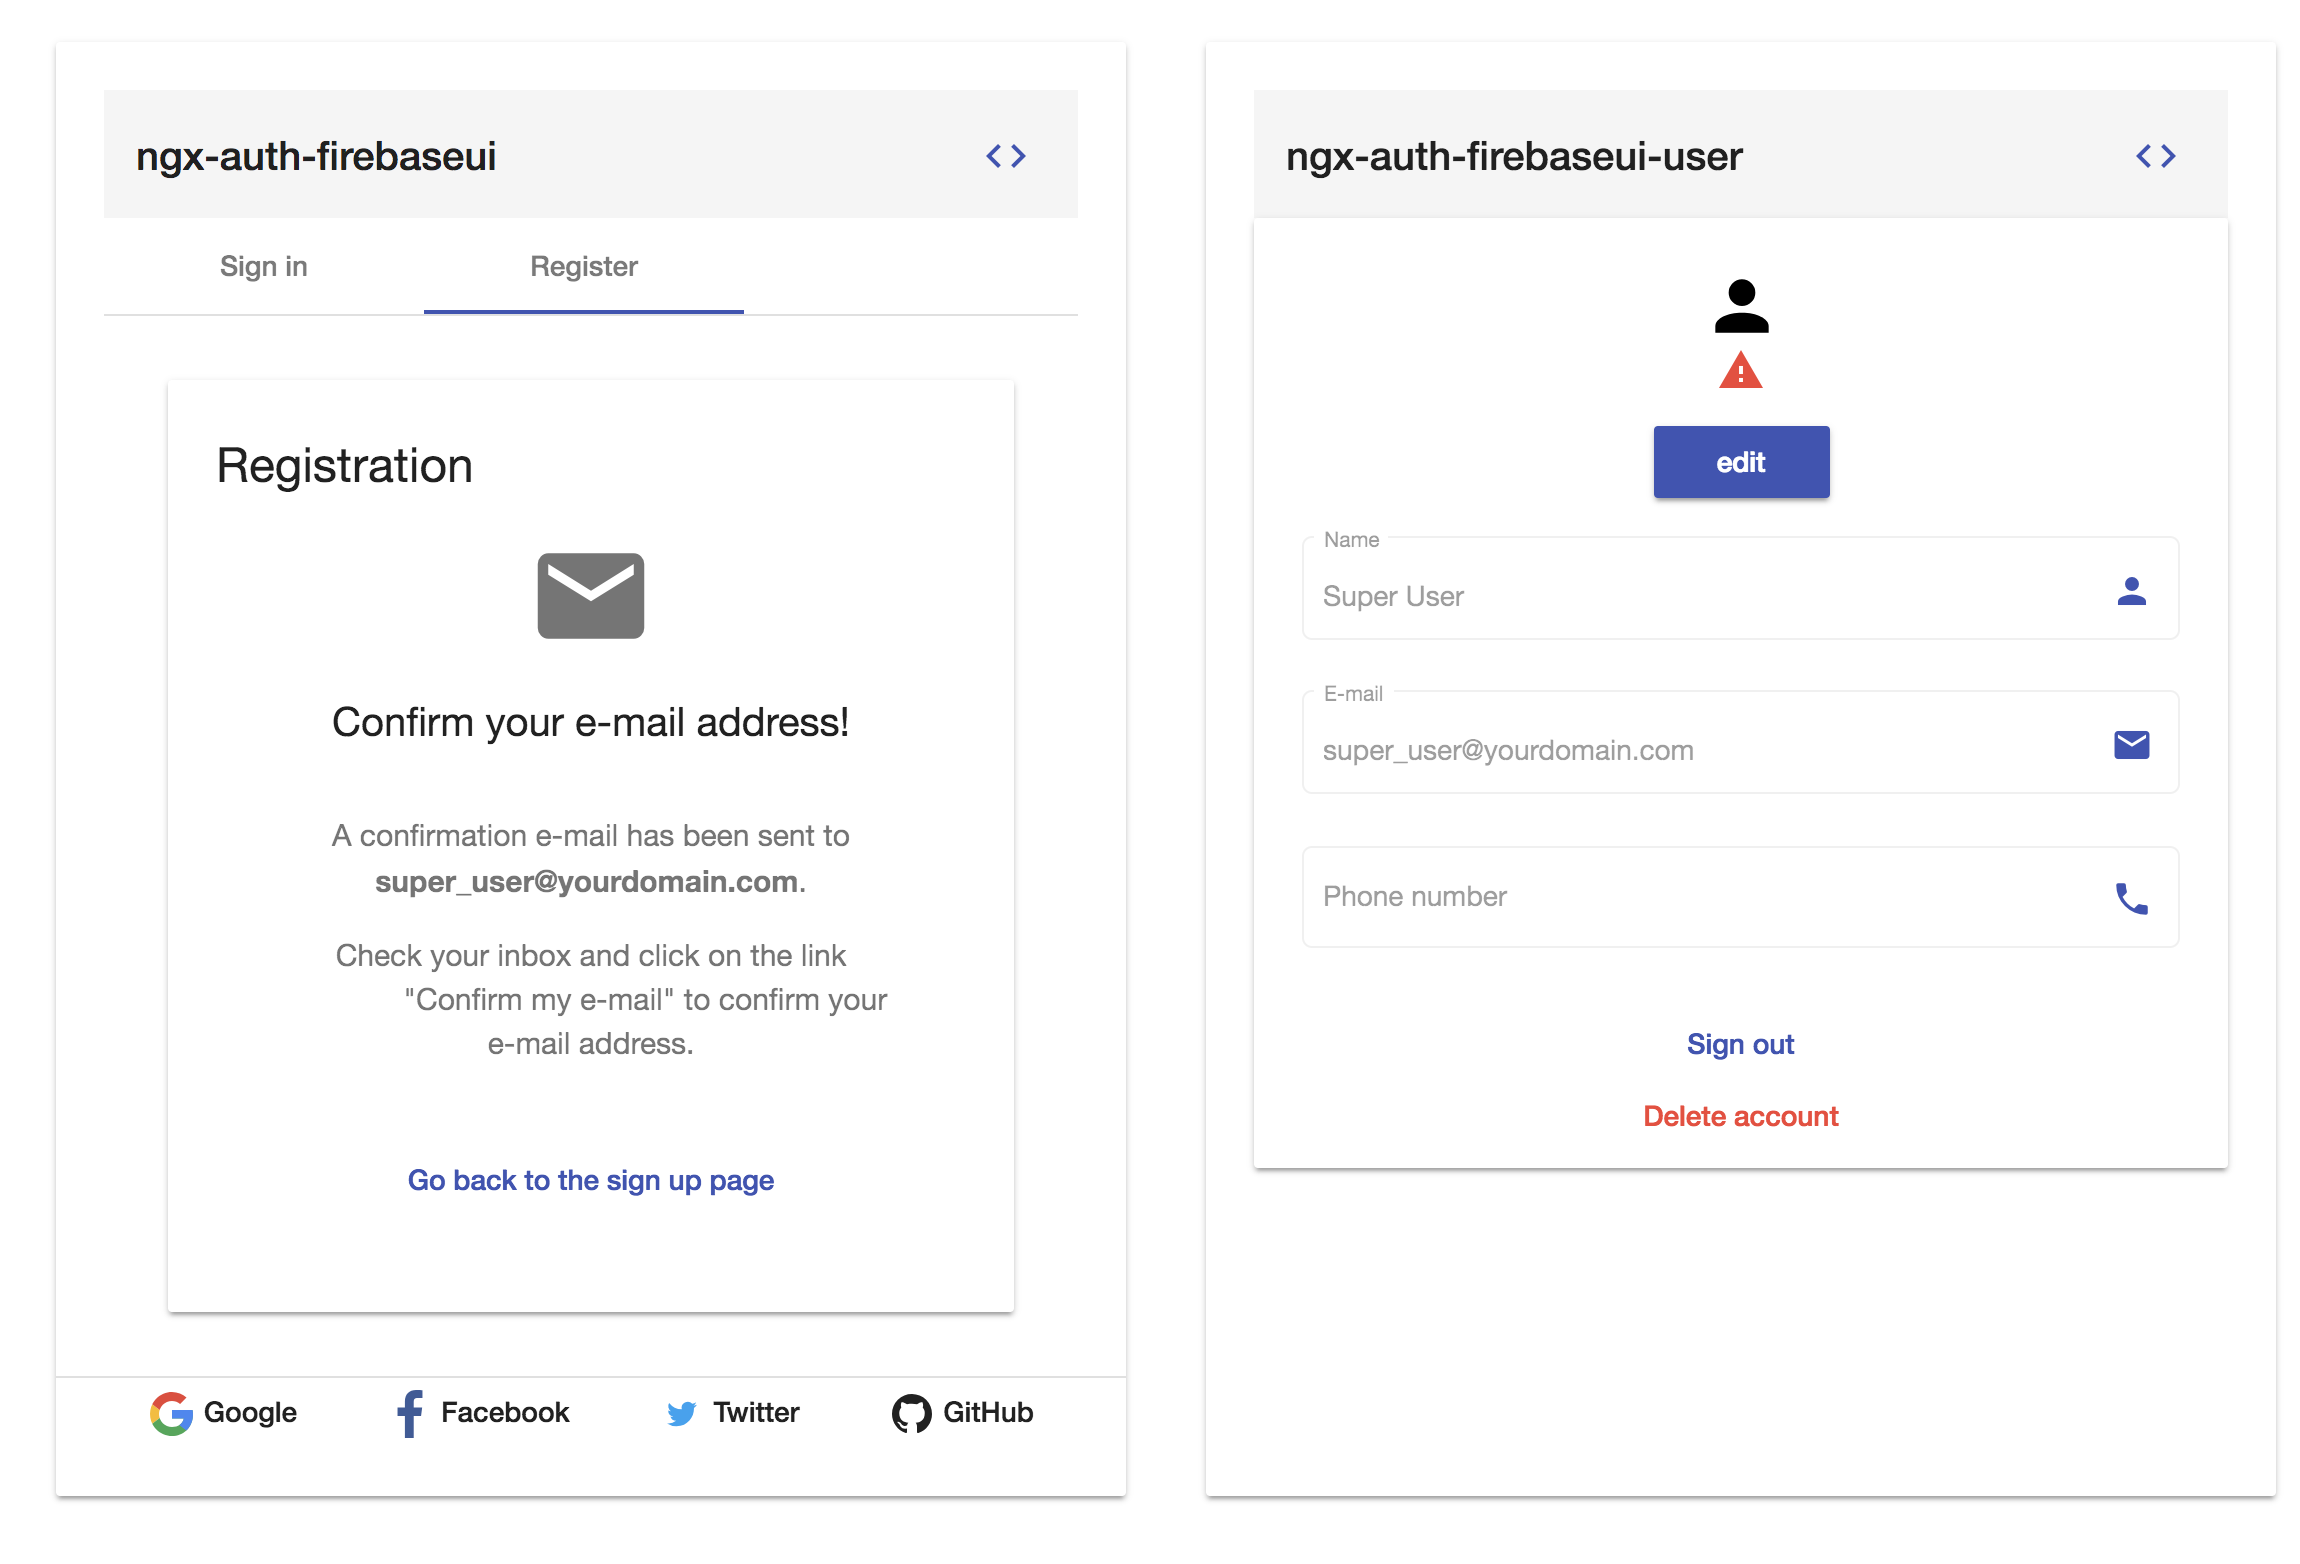 ngx-auth-firebaseui
Sign in
Register
Registration
Confirm your e-mail address!
A confirmation e-mail has been sent to
super_user@yourdomain.com.
Check your inbox and click on the link
"Confirm my e-mail" to confirm your
e-mail address.
Go back to the sign up page
Google
Facebook
Twitter
GitHub
ngx-auth-firebaseui-user
edit
Name
Super User
E-mail
super_user@yourdomain.com
Phone number
Sign out
Delete account